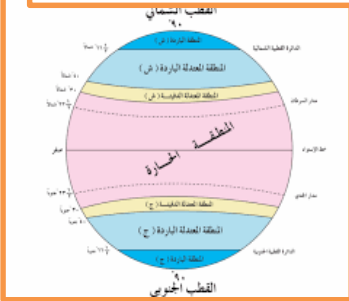 القطب الشمالي
٩٠°
المنطقة الباردة (ش)
الدائرة القطبية الشمالية
المنطقة المعتدلة الباردة (ش)
المنطقة المعتدلة الدفيئة (ش)
مدار السرطان
المنطقة الحارة
صفر
خط الإستواء
مدار الجدي
المنطقة المعتدلة الدفيئة (ج)
المنطقة المعتدلة الباردة (ج)
الدائرة القطبية الجنوبية
المنطقة الباردة (ج)
٩٠°
القطب الجنوبي